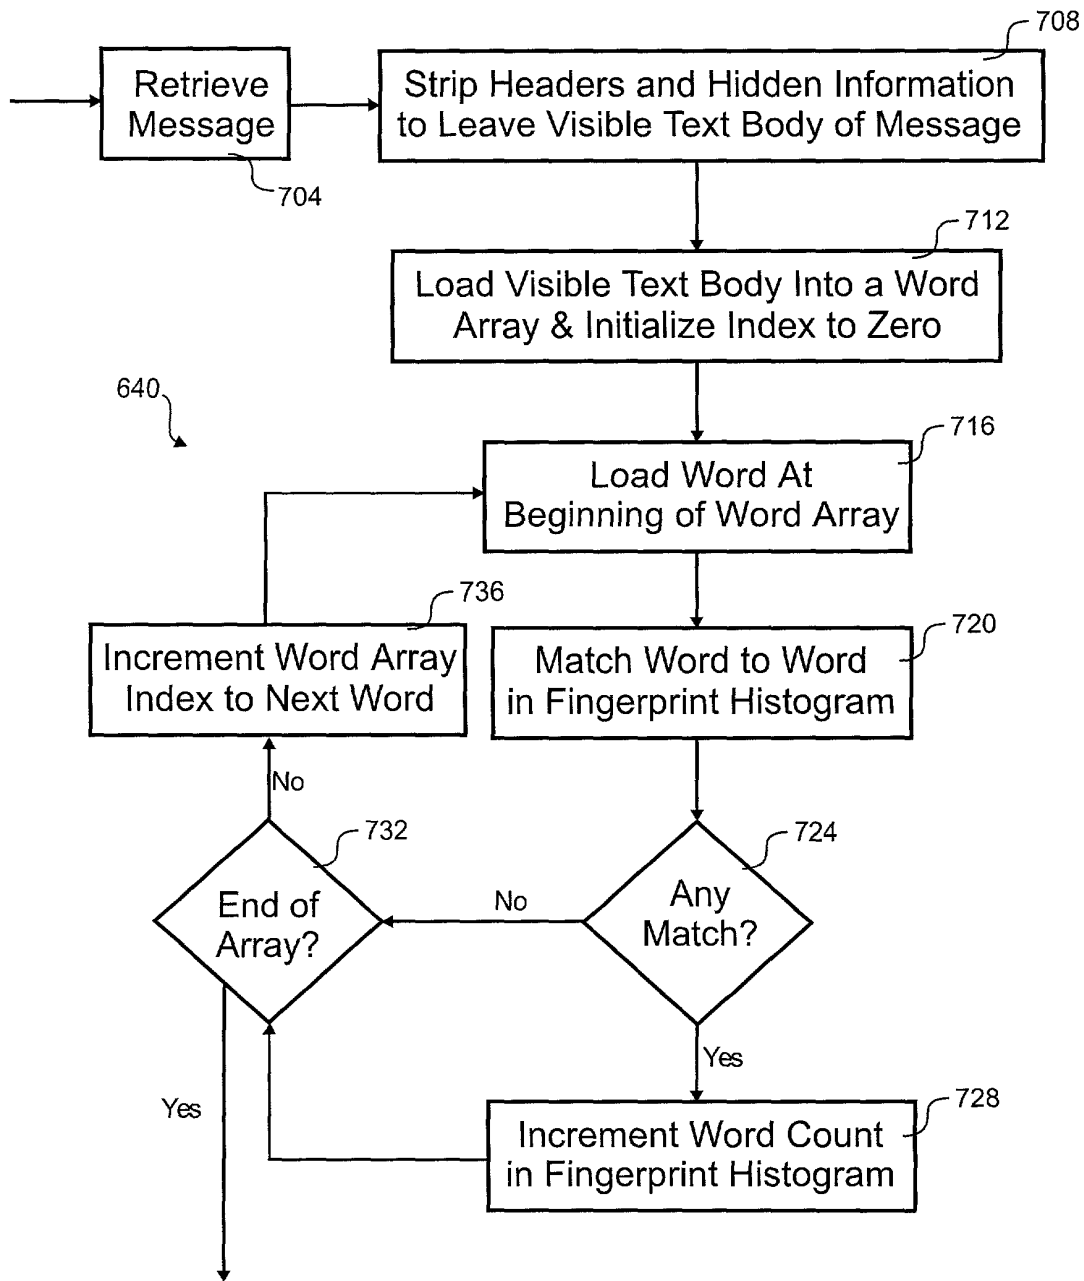 708
Retrieve
Message
704
Strip Headers and Hidden Information
to Leave Visible Text Body of Message
712
Load Visible Text Body Into a Word
Array & Initialize Index to Zero
640
716
Load Word At
Beginning of Word Array
736
Increment Word Array
Index to Next Word
720
Match Word to Word
in Fingerprint Histogram
No
732
End of
Array?
No
724
Any
Match?
Yes
Yes
728
Increment Word Count
in Fingerprint Histogram